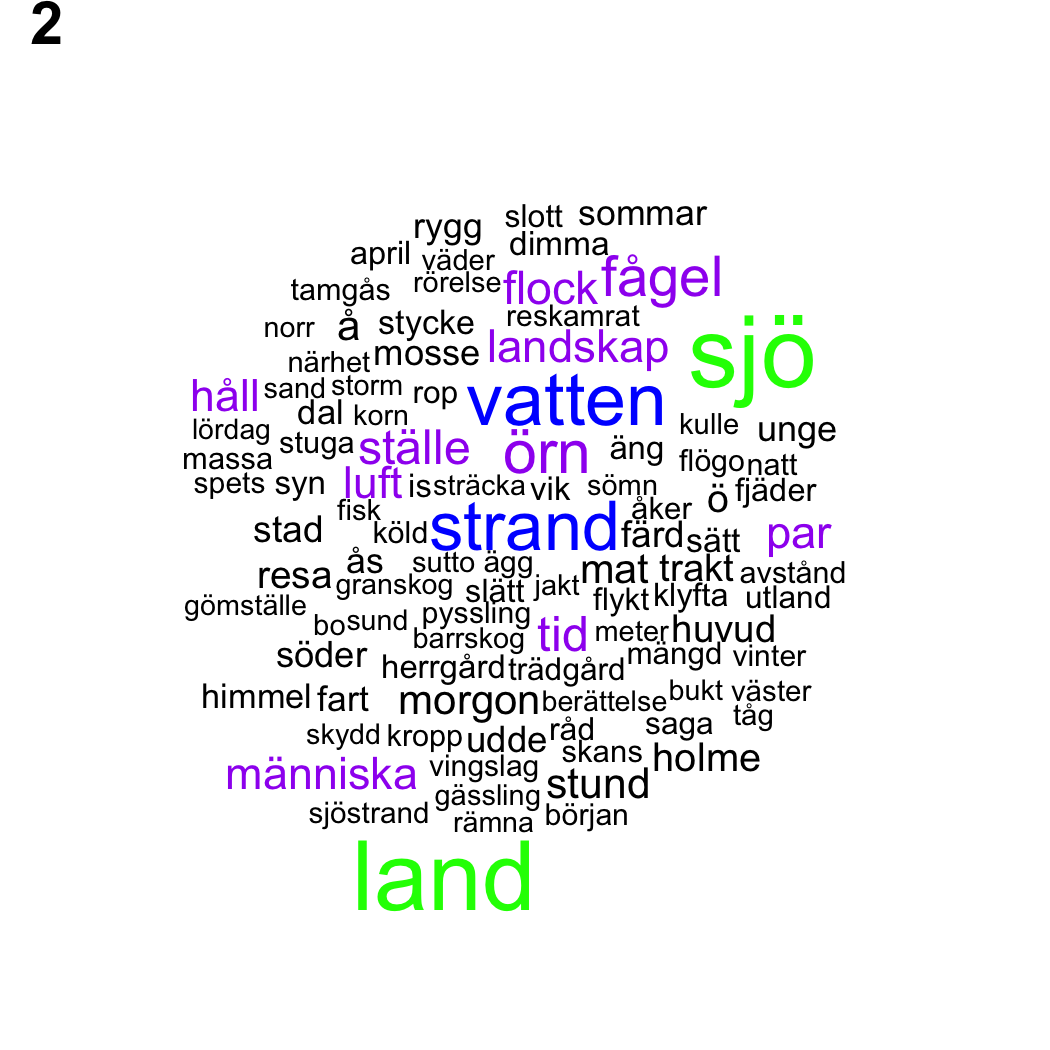 2
rygg slott sommar
april väder dimma
tamgås rörelse flock fågel
norr å stycke reskamrat
närhet mosse landskap sjö
håll sand storm rop vatten
lördag dal korn kulle unge
massa stuga ställe örn äng flögo natt
spets syn luft is sträcka vik sömn ö fjäder
stad fisk köld strand åker färd sätt par
resa ås sutto ägg mat trakt avstånd
gömställe granskog slätt jakt flykt klyfta utland
bo sund pyssling barrskog tid meter huvud
söder herrgård trädgård mängd vinter
himmel fart morgon berättelse bukt väster
skydd kropp udde råd saga tåg
människa vingslag skans holme
gässling stund
sjöstrand rämna början
land